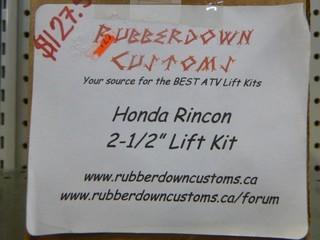 RUBBERDOWN
CUSTOMS
Your source for the BEST ATV Lift Kits
Honda Rincon
2-1/2" Lift Kit
www.rubberdowncustoms.ca
www.rubberdowncustoms.ca/forum